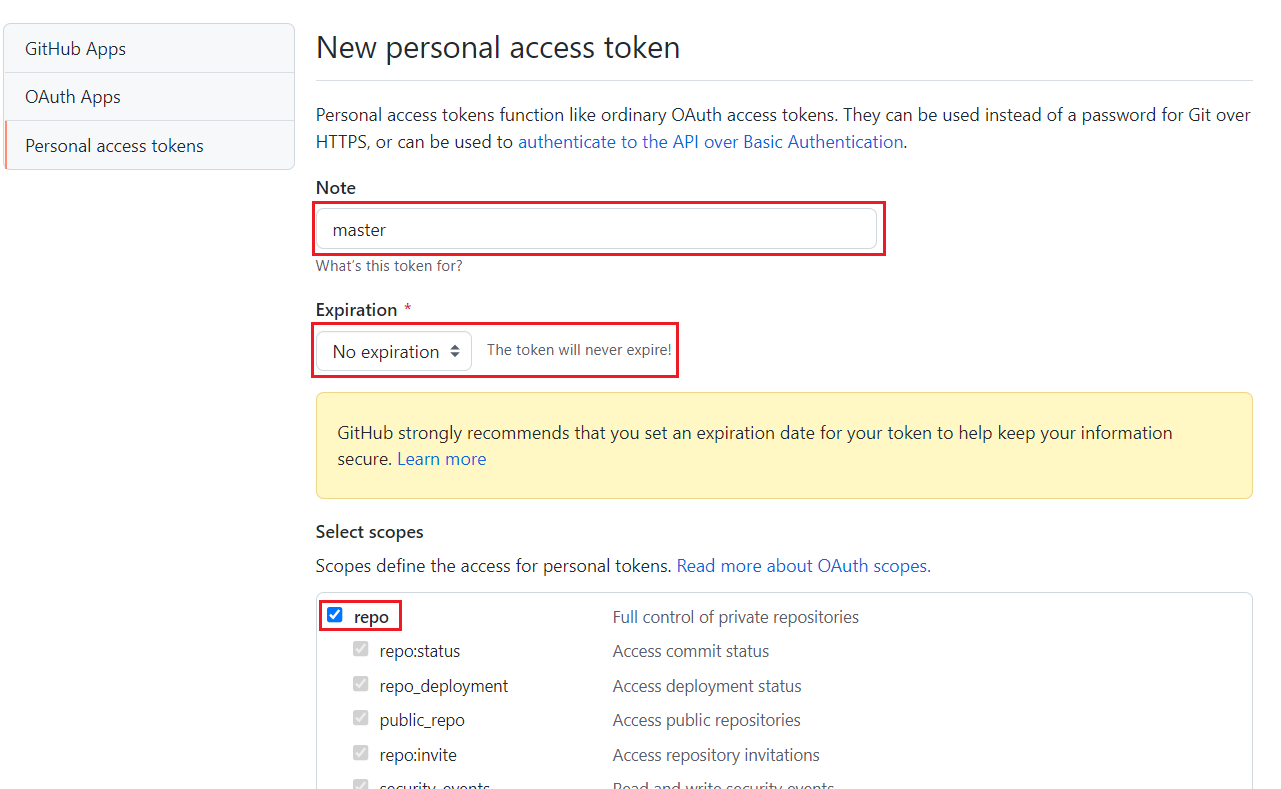 GitHub Apps
OAuth Apps
Personal access tokens
New personal access token
Personal access tokens function like ordinary OAuth access tokens. They can be used instead of a password for Git over
HTTPS, or can be used to authenticate to the API over Basic Authentication.
Note
master
What's this token for?
Expiration *
No expiration The token will never expire!
GitHub strongly recommends that you set an expiration date for your token to help keep your information
secure. Learn more
Select scopes
Scopes define the access for personal tokens. Read more about OAuth scopes.
repo Full control of private repositories
repo:status Access commit status
repo_deployment Access deployment status
public_repo Access public repositories
repo:invite Access repository invitations
security_events Read and write security events